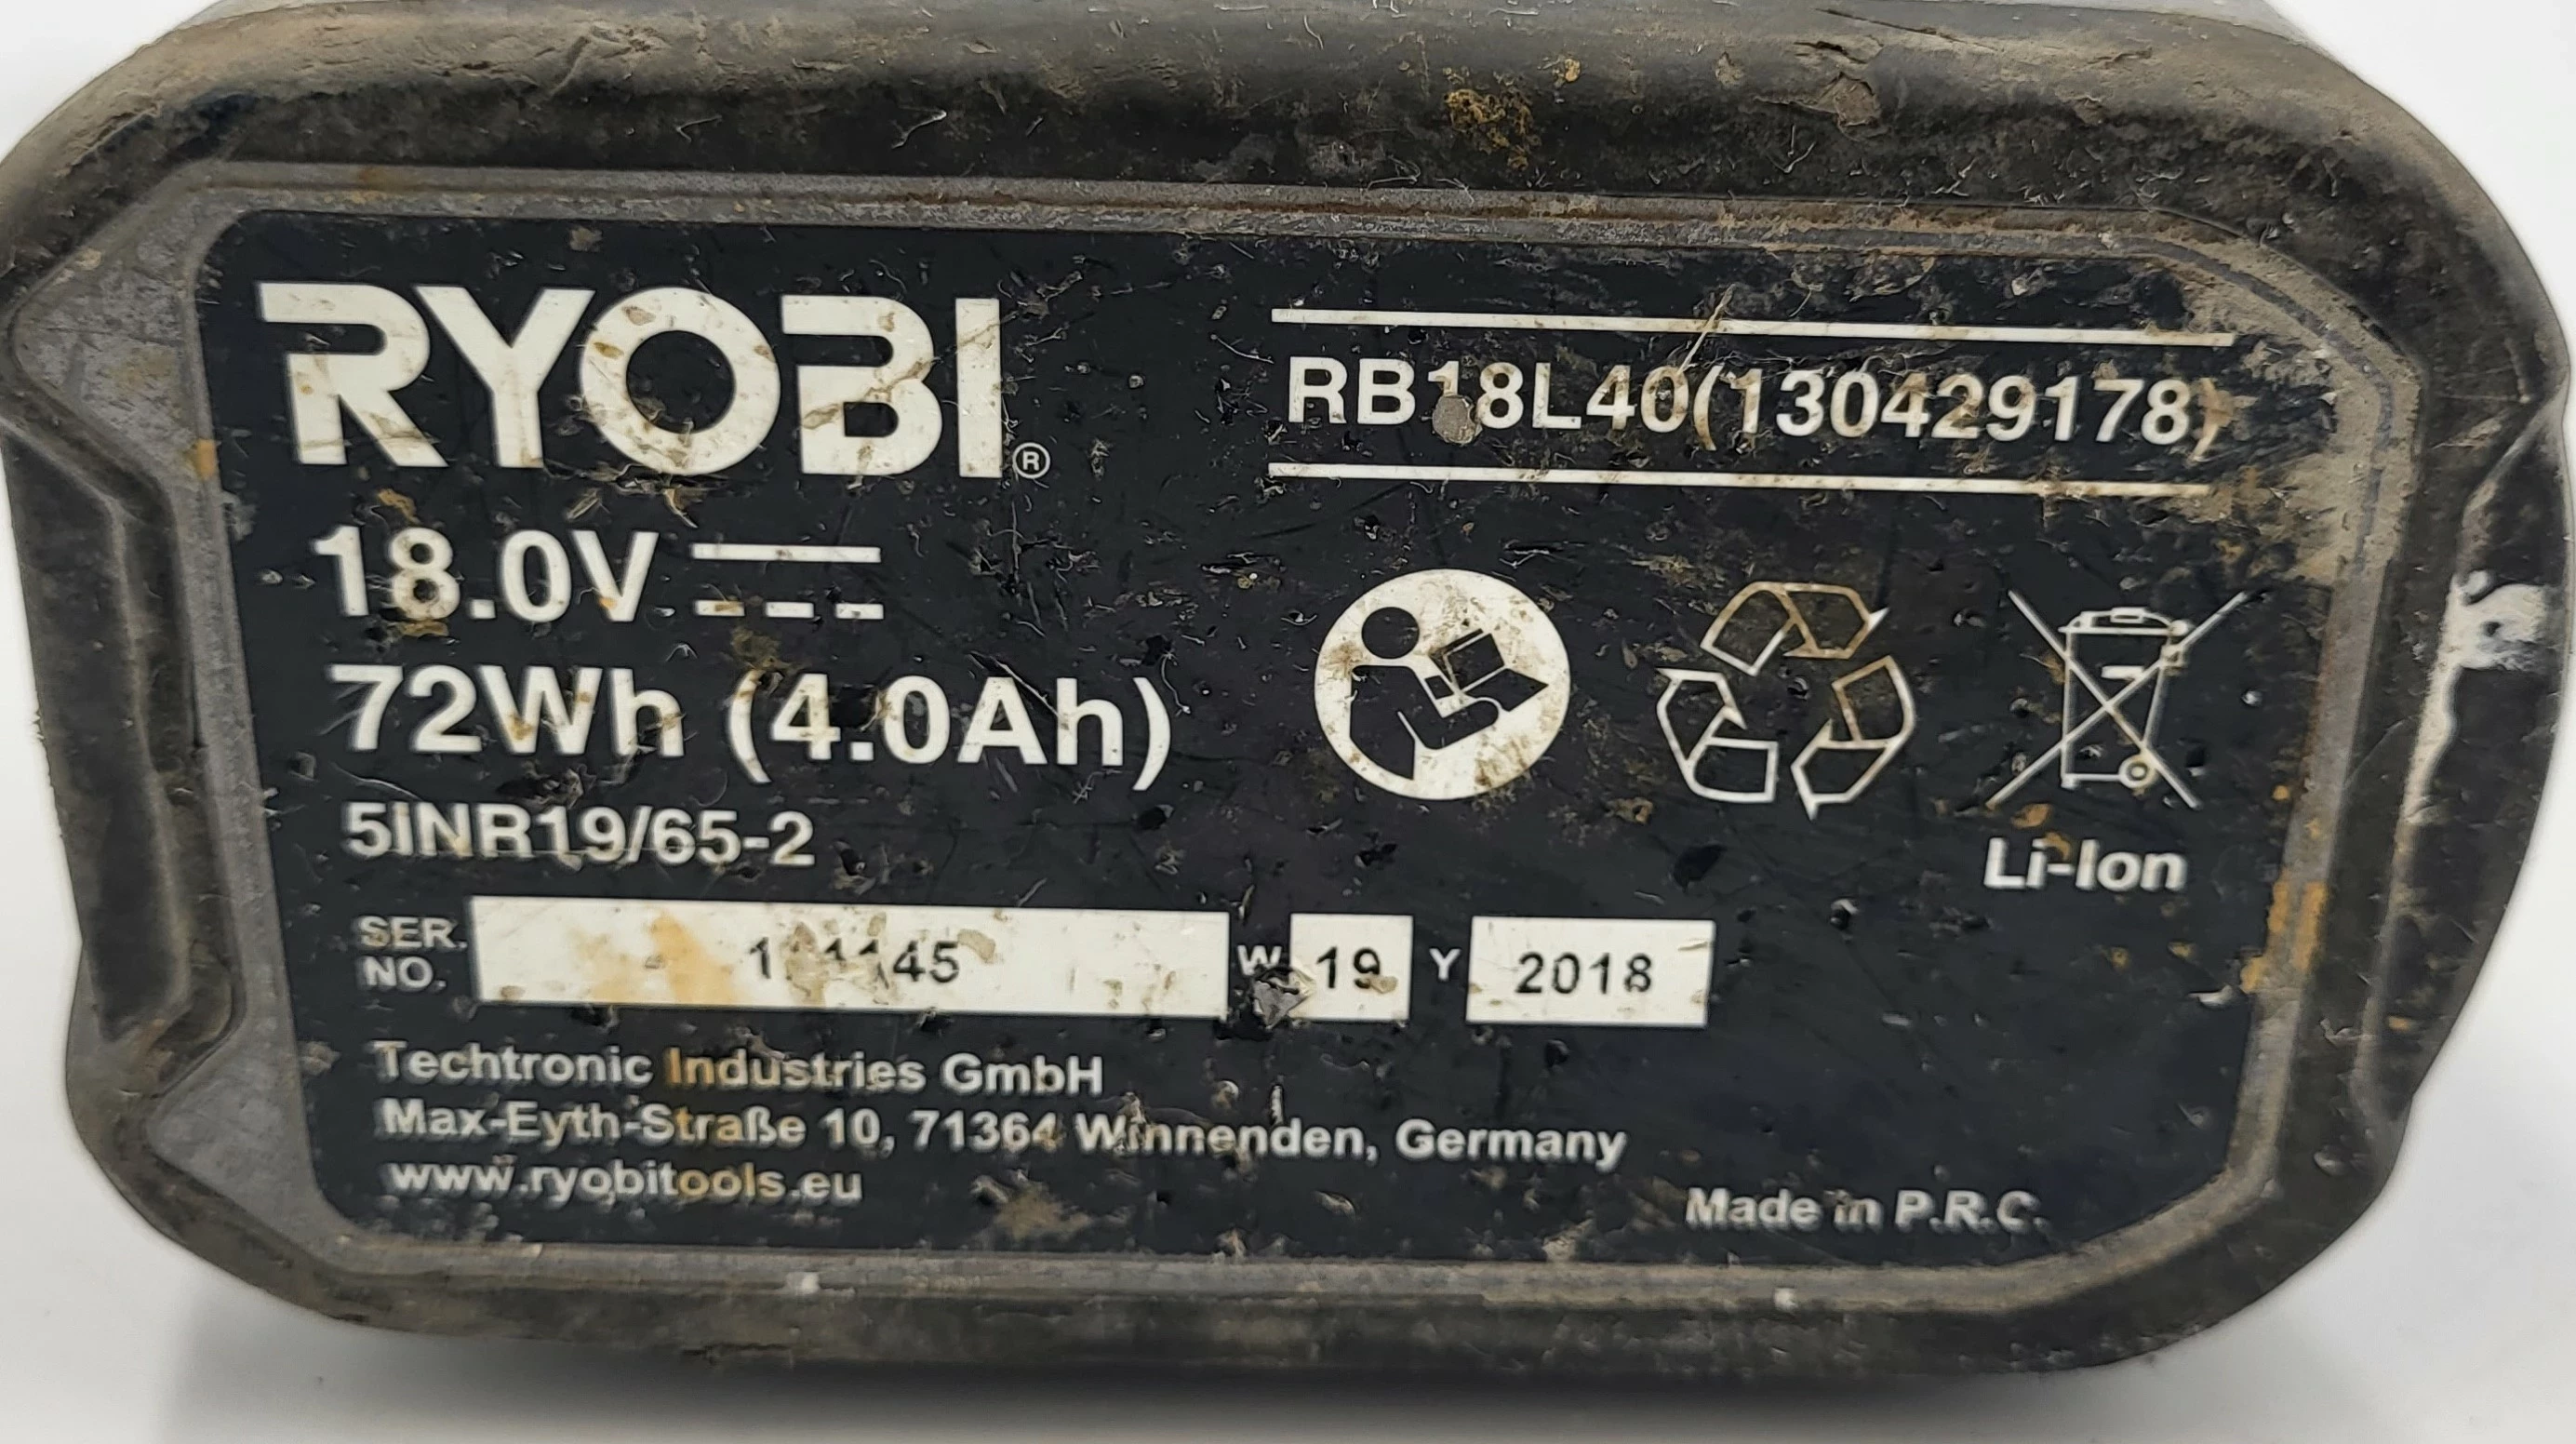 RYOBI®
RB18L40(130429178)
18.0V
72Wh (4.0Ah)
5INR19/65-2
Li-Ion
SER. NO. W 19 Y 2018
Techtronic Industries GmbH
Max-Eyth-Straße 10, 71364 Winnenden, Germany
www.ryobitools.eu
Made in P.R.C.